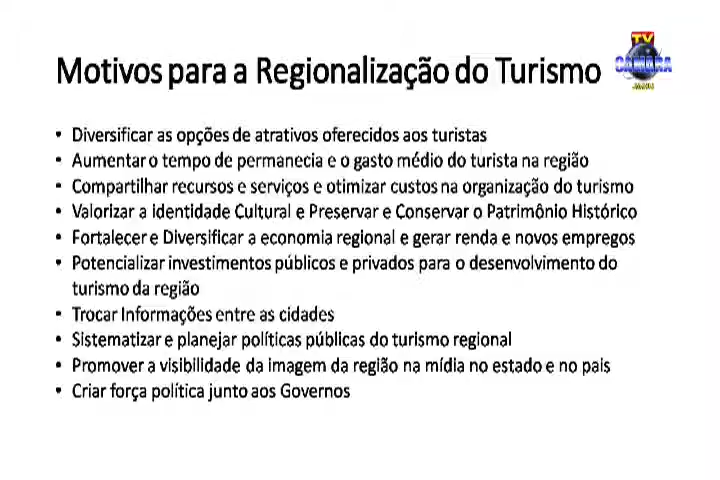 Motivos para a Regionalização do Turismo
TV
CÂMARA
• Diversificar as opções de atrativos oferecidos aos turistas
• Aumentar o tempo de permanecia e o gasto médio do turista na região
• Compartilhar recursos e serviços e otimizar custos na organização do turismo
• Valorizar a identidade Cultural e Preservar e Conservar o Patrimônio Histórico
• Fortalecer e Diversificar a economia regional e gerar renda e novos empregos
• Potencializar investimentos públicos e privados para o desenvolvimento do
turismo da região
• Trocar Informações entre as cidades
• Sistematizar e planejar políticas públicas do turismo regional
• Promover a visibilidade da imagem da região na mídia no estado e no pais
• Criar força política junto aos Governos